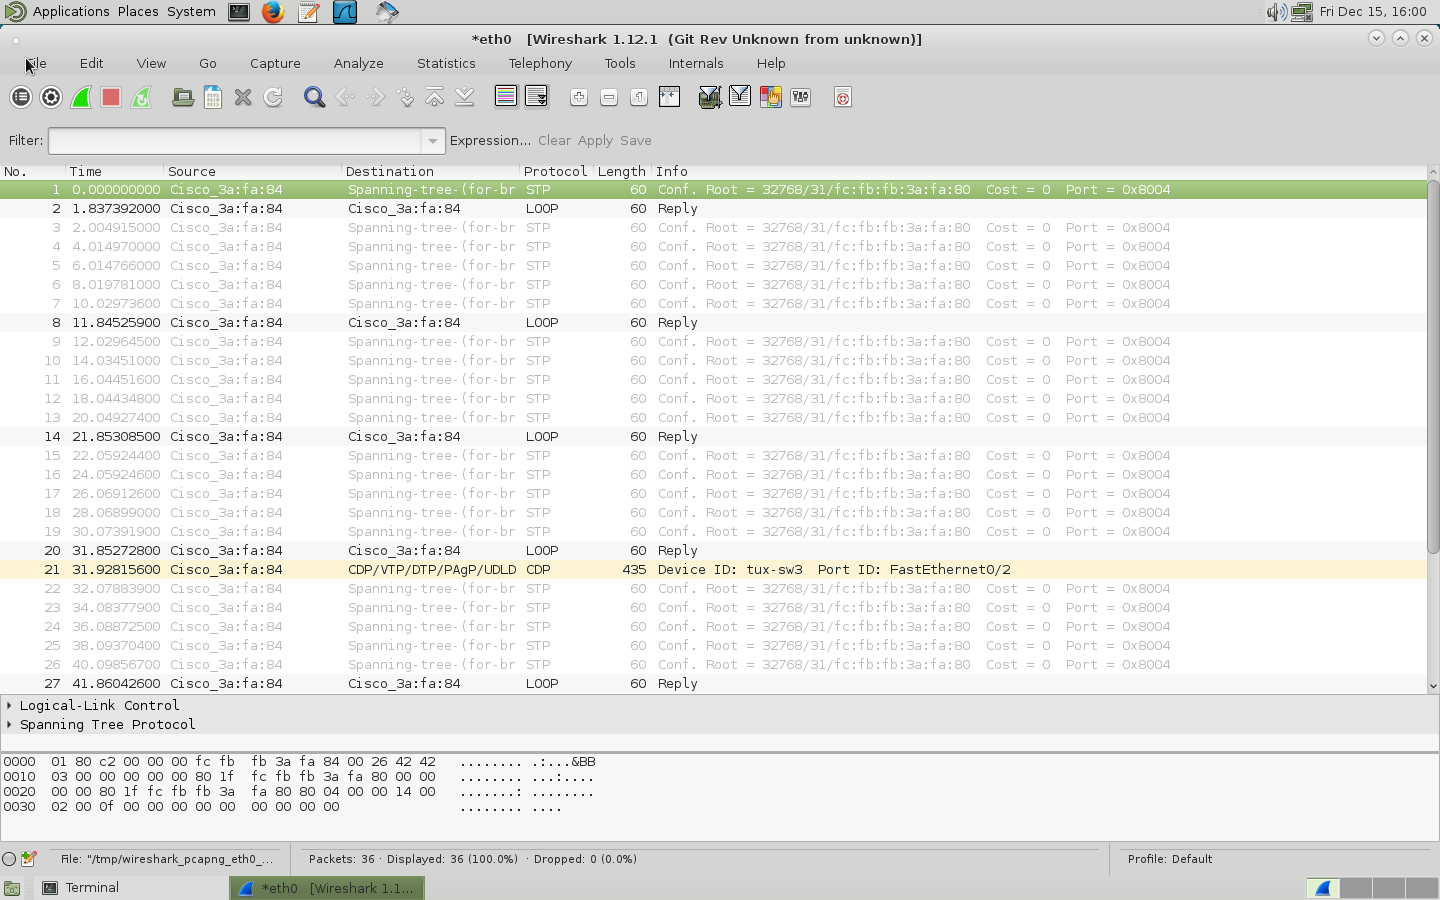 Applications Places System Fri Dec 15, 16:00
*eth0 [Wireshark 1.12.1 (Git Rev Unknown from unknown)]
File Edit View Go Capture Analyze Statistics Telephony Tools Internals Help
Filter: Expression... Clear Apply Save
No. Time Source Destination Protocol Length Info
1 0.000000000 Cisco_3a:fa:84 Spanning-tree-(for-br STP 60 Conf. Root = 32768/31/fc:fb:fb:3a:fa:80 Cost = 0 Port = 0x8004
2 1.837392000 Cisco_3a:fa:84 Cisco_3a:fa:84 LOOP 60 Reply
3 2.004915000 Cisco_3a:fa:84 Spanning-tree-(for-br STP 60 Conf. Root = 32768/31/fc:fb:fb:3a:fa:80 Cost = 0 Port = 0x8004
4 4.014970000 Cisco_3a:fa:84 Spanning-tree-(for-br STP 60 Conf. Root = 32768/31/fc:fb:fb:3a:fa:80 Cost = 0 Port = 0x8004
5 6.014766000 Cisco_3a:fa:84 Spanning-tree-(for-br STP 60 Conf. Root = 32768/31/fc:fb:fb:3a:fa:80 Cost = 0 Port = 0x8004
6 8.019781000 Cisco_3a:fa:84 Spanning-tree-(for-br STP 60 Conf. Root = 32768/31/fc:fb:fb:3a:fa:80 Cost = 0 Port = 0x8004
7 10.02973600 Cisco_3a:fa:84 Spanning-tree-(for-br STP 60 Conf. Root = 32768/31/fc:fb:fb:3a:fa:80 Cost = 0 Port = 0x8004
8 11.84525900 Cisco_3a:fa:84 Cisco_3a:fa:84 LOOP 60 Reply
9 12.02964500 Cisco_3a:fa:84 Spanning-tree-(for-br STP 60 Conf. Root = 32768/31/fc:fb:fb:3a:fa:80 Cost = 0 Port = 0x8004
10 14.03451000 Cisco_3a:fa:84 Spanning-tree-(for-br STP 60 Conf. Root = 32768/31/fc:fb:fb:3a:fa:80 Cost = 0 Port = 0x8004
11 16.04451600 Cisco_3a:fa:84 Spanning-tree-(for-br STP 60 Conf. Root = 32768/31/fc:fb:fb:3a:fa:80 Cost = 0 Port = 0x8004
12 18.04434800 Cisco_3a:fa:84 Spanning-tree-(for-br STP 60 Conf. Root = 32768/31/fc:fb:fb:3a:fa:80 Cost = 0 Port = 0x8004
13 20.04927400 Cisco_3a:fa:84 Spanning-tree-(for-br STP 60 Conf. Root = 32768/31/fc:fb:fb:3a:fa:80 Cost = 0 Port = 0x8004
14 21.85308500 Cisco_3a:fa:84 Cisco_3a:fa:84 LOOP 60 Reply
15 22.05924400 Cisco_3a:fa:84 Spanning-tree-(for-br STP 60 Conf. Root = 32768/31/fc:fb:fb:3a:fa:80 Cost = 0 Port = 0x8004
16 24.05924600 Cisco_3a:fa:84 Spanning-tree-(for-br STP 60 Conf. Root = 32768/31/fc:fb:fb:3a:fa:80 Cost = 0 Port = 0x8004
17 26.06912600 Cisco_3a:fa:84 Spanning-tree-(for-br STP 60 Conf. Root = 32768/31/fc:fb:fb:3a:fa:80 Cost = 0 Port = 0x8004
18 28.06899000 Cisco_3a:fa:84 Spanning-tree-(for-br STP 60 Conf. Root = 32768/31/fc:fb:fb:3a:fa:80 Cost = 0 Port = 0x8004
19 30.07391900 Cisco_3a:fa:84 Spanning-tree-(for-br STP 60 Conf. Root = 32768/31/fc:fb:fb:3a:fa:80 Cost = 0 Port = 0x8004
20 31.85272800 Cisco_3a:fa:84 Cisco_3a:fa:84 LOOP 60 Reply
21 31.92815600 Cisco_3a:fa:84 CDP/VTP/DTP/PAgP/UDLD CDP 435 Device ID: tux-sw3 Port ID: FastEthernet0/2
22 32.07883900 Cisco_3a:fa:84 Spanning-tree-(for-br STP 60 Conf. Root = 32768/31/fc:fb:fb:3a:fa:80 Cost = 0 Port = 0x8004
23 34.08377900 Cisco_3a:fa:84 Spanning-tree-(for-br STP 60 Conf. Root = 32768/31/fc:fb:fb:3a:fa:80 Cost = 0 Port = 0x8004
24 36.08872500 Cisco_3a:fa:84 Spanning-tree-(for-br STP 60 Conf. Root = 32768/31/fc:fb:fb:3a:fa:80 Cost = 0 Port = 0x8004
25 38.09370400 Cisco_3a:fa:84 Spanning-tree-(for-br STP 60 Conf. Root = 32768/31/fc:fb:fb:3a:fa:80 Cost = 0 Port = 0x8004
26 40.09856700 Cisco_3a:fa:84 Spanning-tree-(for-br STP 60 Conf. Root = 32768/31/fc:fb:fb:3a:fa:80 Cost = 0 Port = 0x8004
27 41.86042600 Cisco_3a:fa:84 Cisco_3a:fa:84 LOOP 60 Reply
Logical-Link Control
Spanning Tree Protocol
0000 01 80 c2 00 00 00 fc fb fb 3a fa 84 00 26 42 42 ........ .:...&BB
0010 03 00 00 00 00 00 80 1f fc fb fb 3a fa 80 00 00 ........ ...:....
0020 00 00 80 1f fc fb fb 3a fa 80 80 04 00 00 14 00 .......: ........
0030 02 00 0f 00 00 00 00 00 00 00 00 00 ........ ....
File: "/tmp/wireshark_pcapng_eth0_... Packets: 36 · Displayed: 36 (100.0%) · Dropped: 0 (0.0%) Profile: Default
Terminal *eth0 [Wireshark 1.1...